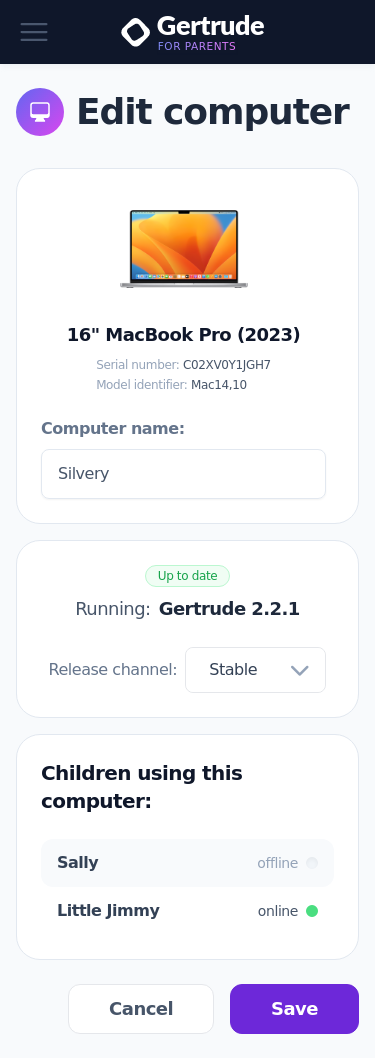 Gertrude
FOR PARENTS
Edit computer
16" MacBook Pro (2023)
Serial number: C02XV0Y1JGH7
Model identifier: Mac14,10
Computer name:
Silvery
Up to date
Running: Gertrude 2.2.1
Release channel: Stable
Children using this
computer:
Sally offline
Little Jimmy online
Cancel Save